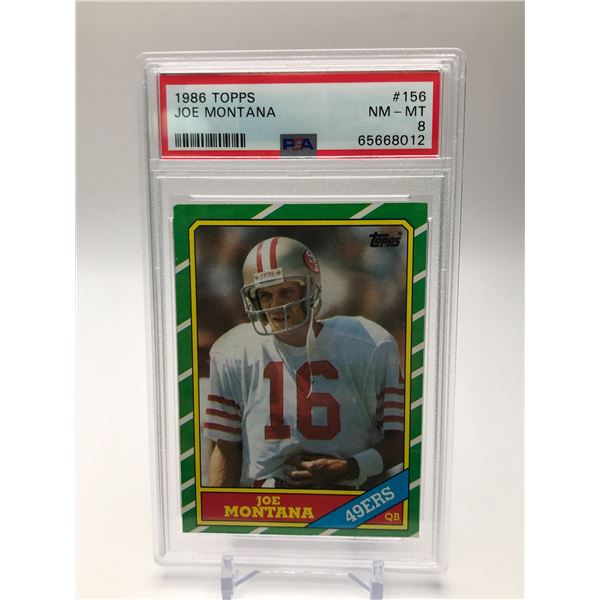 1986 TOPPS #156
JOE MONTANA NM-MT
8
PSA 65668012
topps
16
JOE
MONTANA
49ERS
QB